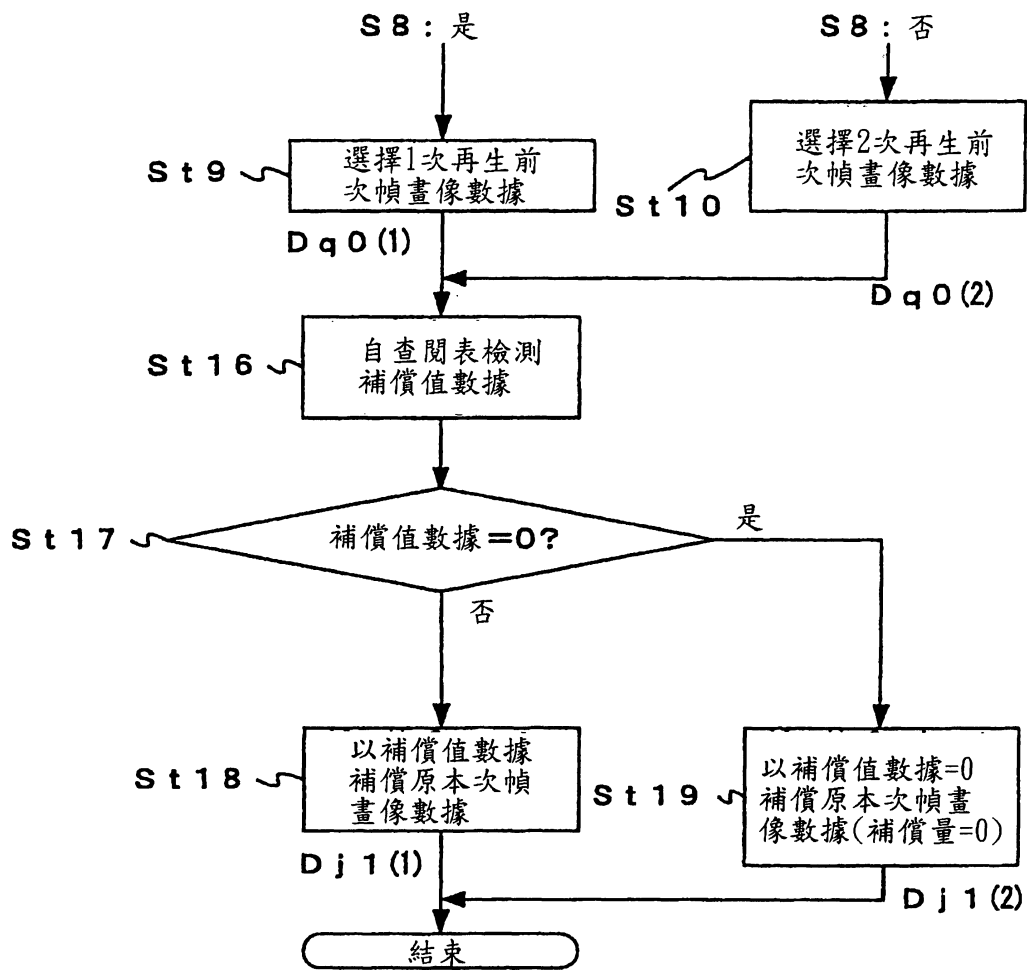 S8：是
S8：否
St9
選擇1次再生前
次幀畫像數據
St10
選擇2次再生前
次幀畫像數據
Dq0(1)
Dq0(2)
St16
自查閱表檢測
補償值數據
St17
補償值數據=0?
是
否
St18
以補償值數據
補償原本次幀
畫像數據
St19
以補償值數據=0
補償原本次幀畫
像數據(補償量=0)
Dj1(1)
Dj1(2)
結束